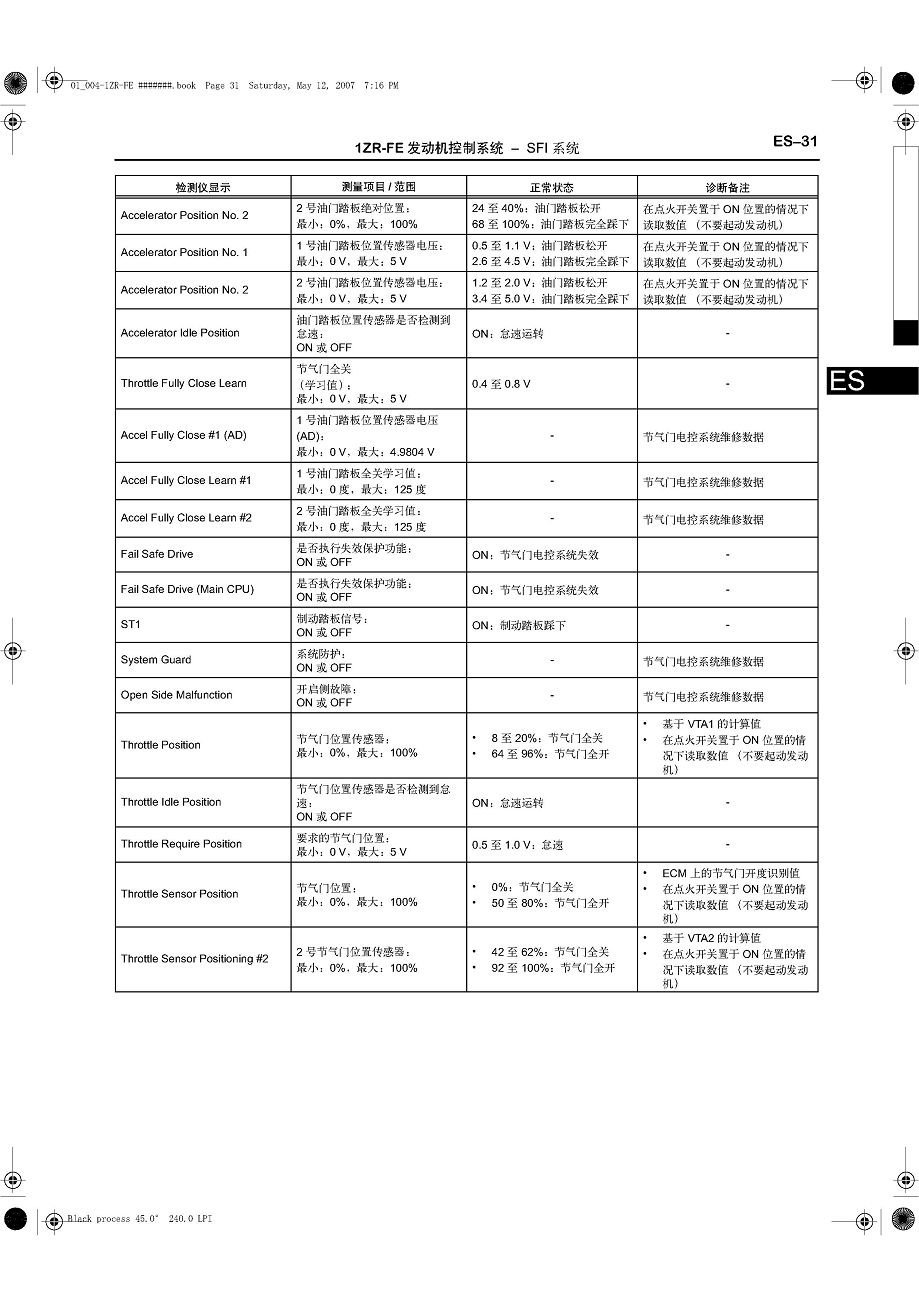 01_004-1ZR-FE #######.book Page 31 Saturday, May 12, 2007 7:16 PM
1ZR-FE 发动机控制系统 – SFI 系统
ES–31
检测仪显示 测量项目 / 范围 正常状态 诊断备注
Accelerator Position No. 2
2 号油门踏板绝对位置：
最小：0%，最大：100%
24 至 40%：油门踏板松开
68 至 100%：油门踏板完全踩下
在点火开关置于 ON 位置的情况下
读取数值 （不要起动发动机）
Accelerator Position No. 1
1 号油门踏板位置传感器电压：
最小：0 V，最大：5 V
0.5 至 1.1 V：油门踏板松开
2.6 至 4.5 V：油门踏板完全踩下
在点火开关置于 ON 位置的情况下
读取数值 （不要起动发动机）
Accelerator Position No. 2
2 号油门踏板位置传感器电压：
最小：0 V，最大：5 V
1.2 至 2.0 V：油门踏板松开
3.4 至 5.0 V：油门踏板完全踩下
在点火开关置于 ON 位置的情况下
读取数值 （不要起动发动机）
Accelerator Idle Position
油门踏板位置传感器是否检测到
怠速：
ON 或 OFF
ON：怠速运转
-
Throttle Fully Close Learn
节气门全关
（学习值）：
最小：0 V，最大：5 V
0.4 至 0.8 V
-
Accel Fully Close #1 (AD)
1 号油门踏板位置传感器电压
(AD)：
最小：0 V，最大：4.9804 V
-
节气门电控系统维修数据
Accel Fully Close Learn #1
1 号油门踏板全关学习值：
最小：0 度，最大：125 度
-
节气门电控系统维修数据
Accel Fully Close Learn #2
2 号油门踏板全关学习值：
最小：0 度，最大：125 度
-
节气门电控系统维修数据
Fail Safe Drive
是否执行失效保护功能：
ON 或 OFF
ON：节气门电控系统失效
-
Fail Safe Drive (Main CPU)
是否执行失效保护功能：
ON 或 OFF
ON：节气门电控系统失效
-
ST1
制动踏板信号：
ON 或 OFF
ON：制动踏板踩下
-
System Guard
系统防护：
ON 或 OFF
-
节气门电控系统维修数据
Open Side Malfunction
开启侧故障：
ON 或 OFF
-
节气门电控系统维修数据
Throttle Position
节气门位置传感器：
最小：0%，最大：100%
• 8 至 20%：节气门全关
• 64 至 96%：节气门全开
• 基于 VTA1 的计算值
• 在点火开关置于 ON 位置的情
况下读取数值 （不要起动发动
机）
Throttle Idle Position
节气门位置传感器是否检测到怠
速：
ON 或 OFF
ON：怠速运转
-
Throttle Require Position
要求的节气门位置：
最小：0 V，最大：5 V
0.5 至 1.0 V：怠速
-
Throttle Sensor Position
节气门位置：
最小：0%，最大：100%
• 0%：节气门全关
• 50 至 80%：节气门全开
• ECM 上的节气门开度识别值
• 在点火开关置于 ON 位置的情
况下读取数值 （不要起动发动
机）
Throttle Sensor Positioning #2
2 号节气门位置传感器：
最小：0%，最大：100%
• 42 至 62%：节气门全关
• 92 至 100%：节气门全开
• 基于 VTA2 的计算值
• 在点火开关置于 ON 位置的情
况下读取数值 （不要起动发动
机）
ES
Black process 45.0° 240.0 LPI